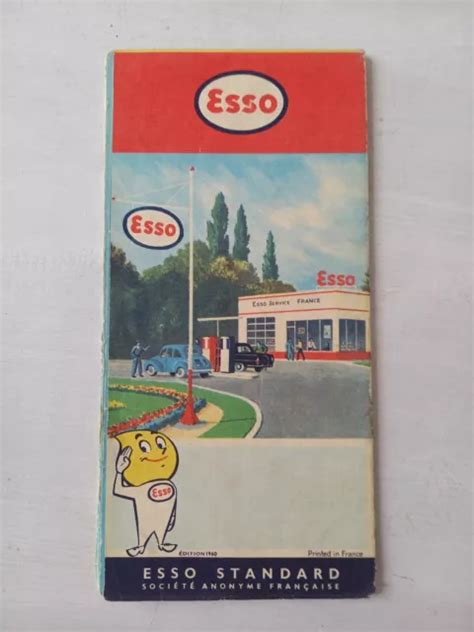 Esso
Esso
Esso
ESSO SERVICE FRANCE
Esso
ÉDITION 1960
Printed in France
ESSO STANDARD
SOCIÉTÉ ANONYME FRANÇAISE